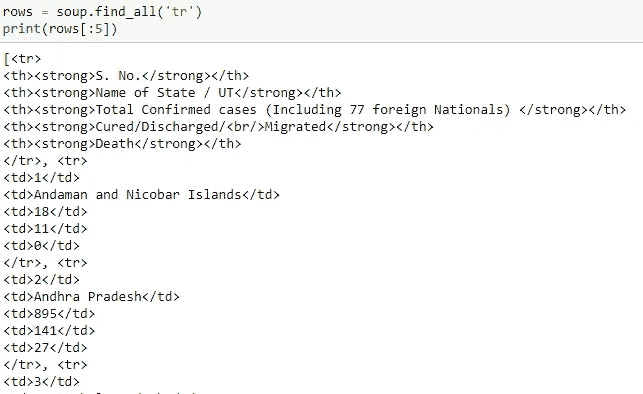 rows = soup.find_all('tr')
print(rows[:5])
[<tr>
<th><strong>S. No.</strong></th>
<th><strong>Name of State / UT</strong></th>
<th><strong>Total Confirmed cases (Including 77 foreign Nationals) </strong></th>
<th><strong>Cured/Discharged/<br/>Migrated</strong></th>
<th><strong>Death</strong></th>
</tr>, <tr>
<td>1</td>
<td>Andaman and Nicobar Islands</td>
<td>18</td>
<td>11</td>
<td>0</td>
</tr>, <tr>
<td>2</td>
<td>Andhra Pradesh</td>
<td>895</td>
<td>141</td>
<td>27</td>
</tr>, <tr>
<td>3</td>